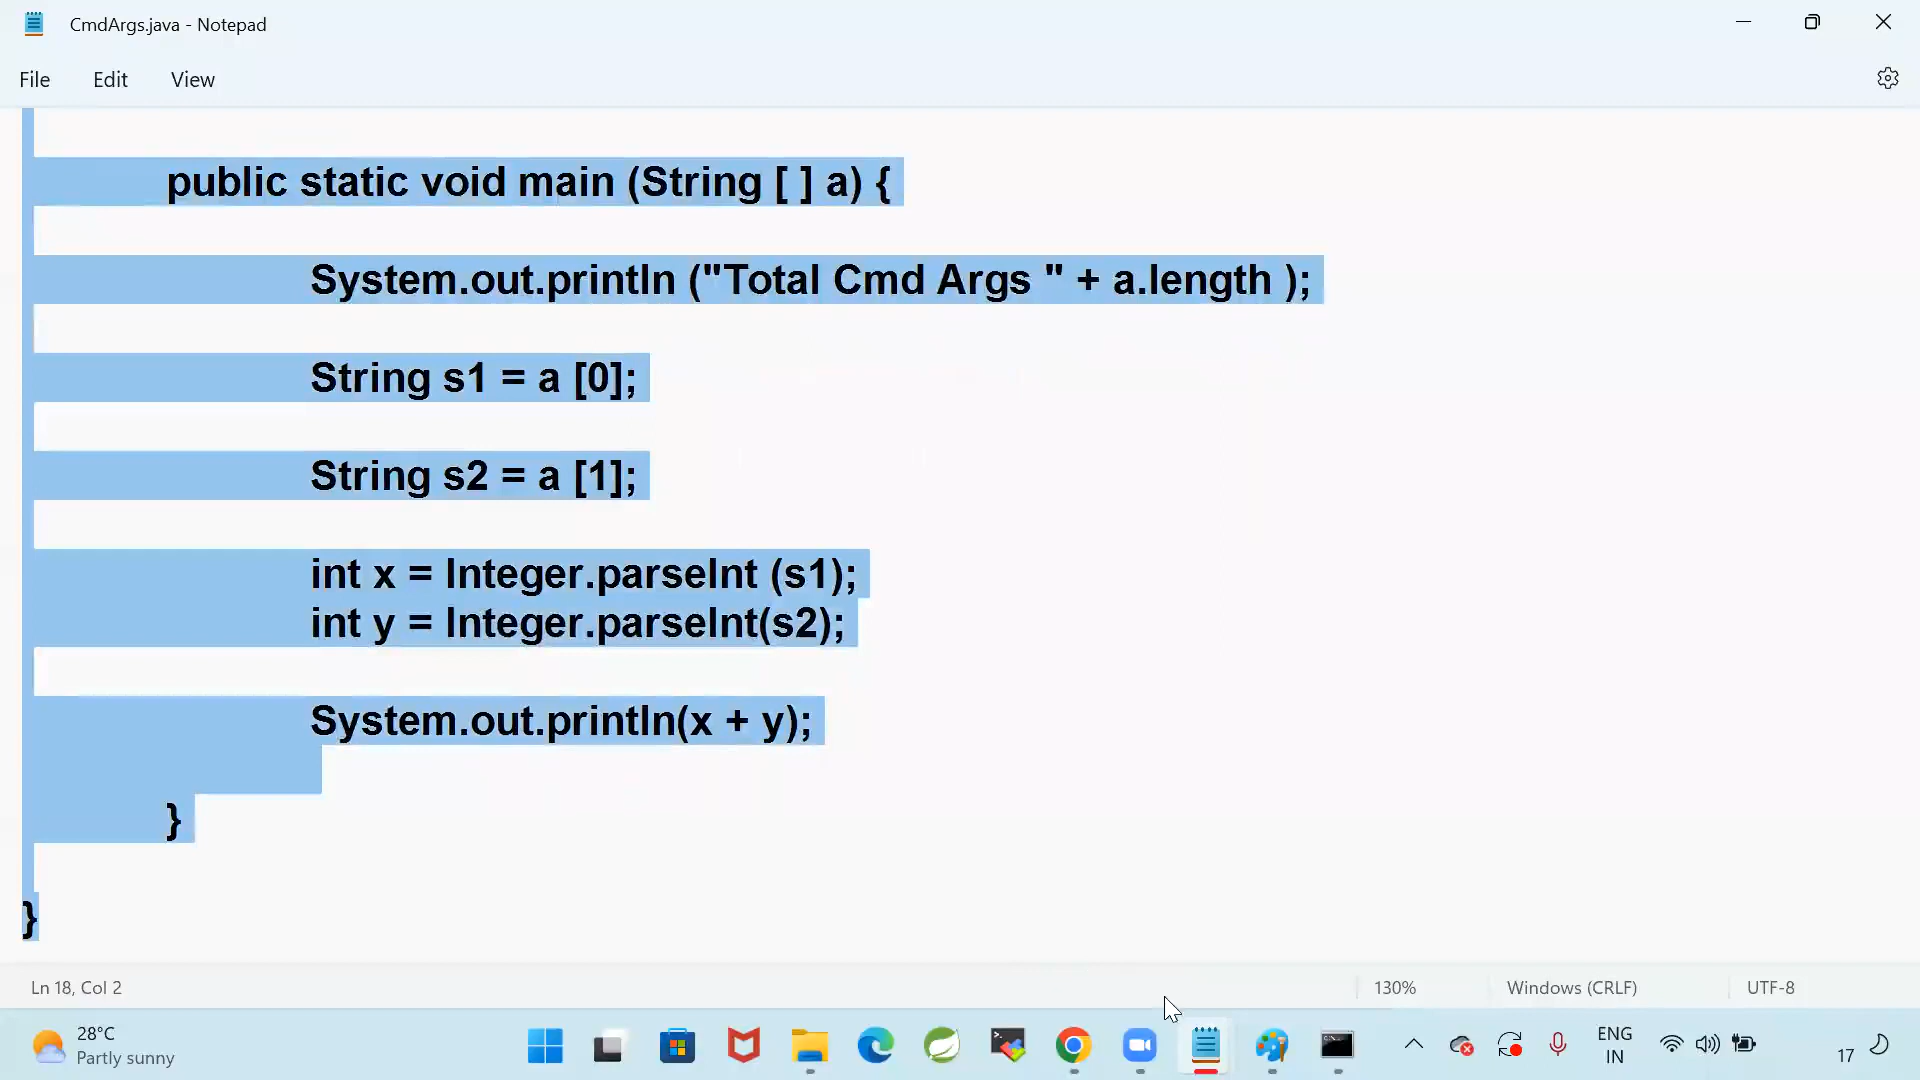 CmdArgs.java - Notepad
File Edit View
public static void main (String [ ] a) {
System.out.println ("Total Cmd Args " + a.length );
String s1 = a [0];
String s2 = a [1];
int x = Integer.parseInt (s1);
int y = Integer.parseInt(s2);
System.out.println(x + y);
}
}
Ln 18, Col 2 130% Windows (CRLF) UTF-8
28°C
Partly sunny
ENG
IN
17